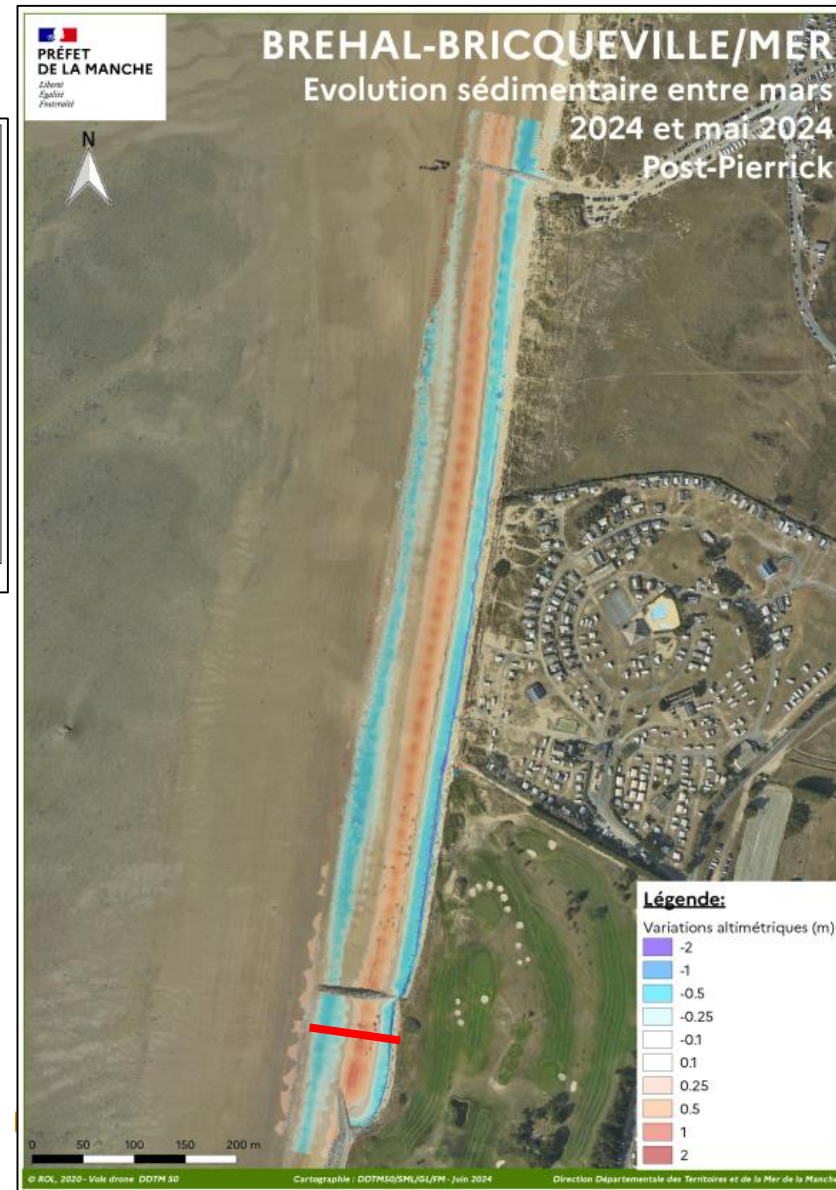 PRÉFET
DE LA MANCHE
Liberté
Égalité
Fraternité
BREHAL-BRICQUEVILLE/MER
Evolution sédimentaire entre mars
2024 et mai 2024
Post-Pierrick
N
Légende:
Variations altimétriques (m)
-2
-1
-0.5
-0.25
-0.1
0.1
0.25
0.5
1
2
0 50 100 150 200 m
© ROL, 2020 - Vols drone DDTM 50
Cartographie : DDTM50/SML/GL/FM - Juin 2024
Direction Départementale des Territoires et de la Mer de la Manche